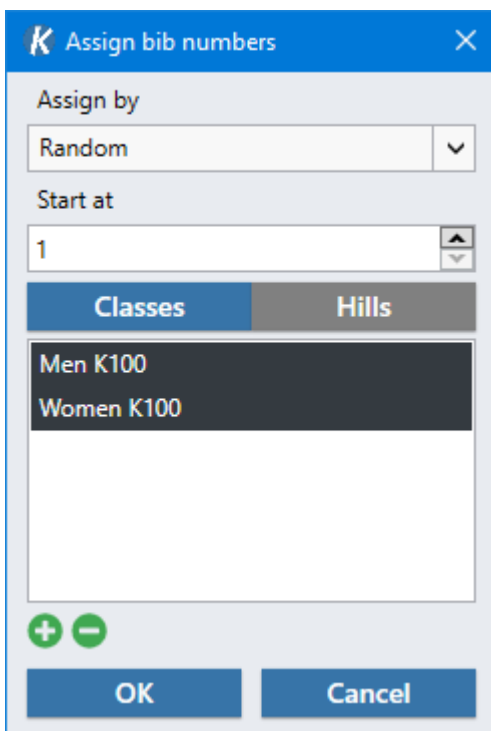 Assign bib numbers
Assign by
Random
Start at
1
Classes Hills
Men K100
Women K100
OK Cancel